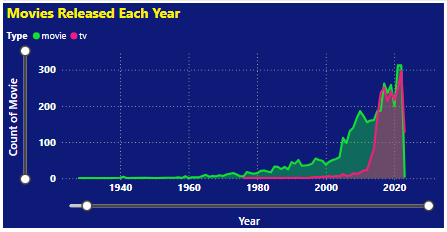 Movies Released Each Year
Type movie tv
Count of Movie
300
200
100
0
1940 1960 1980 2000 2020
Year